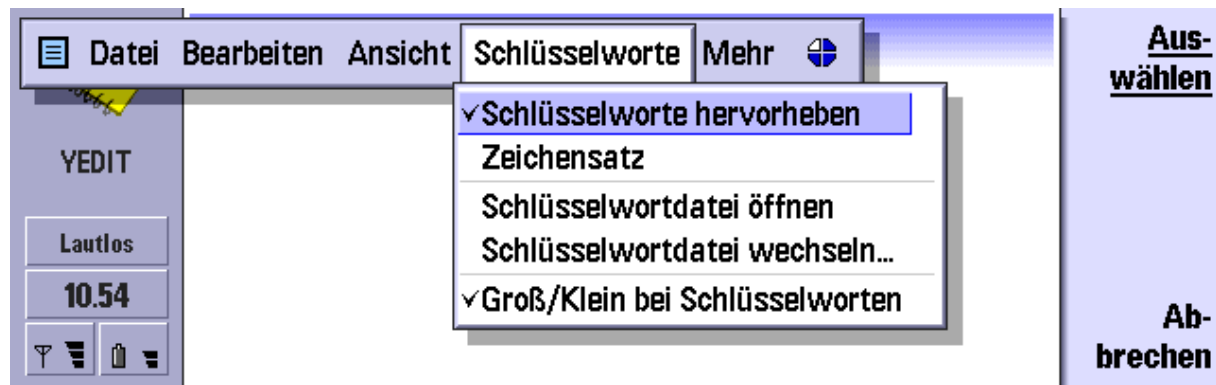 Datei Bearbeiten Ansicht Schlüsselworte Mehr
Schlüsselworte hervorheben
Zeichensatz
Schlüsselwortdatei öffnen
Schlüsselwortdatei wechseln...
Groß/Klein bei Schlüsselworten
YEDIT
Lautlos
10.54
Aus-
wählen
Ab-
brechen